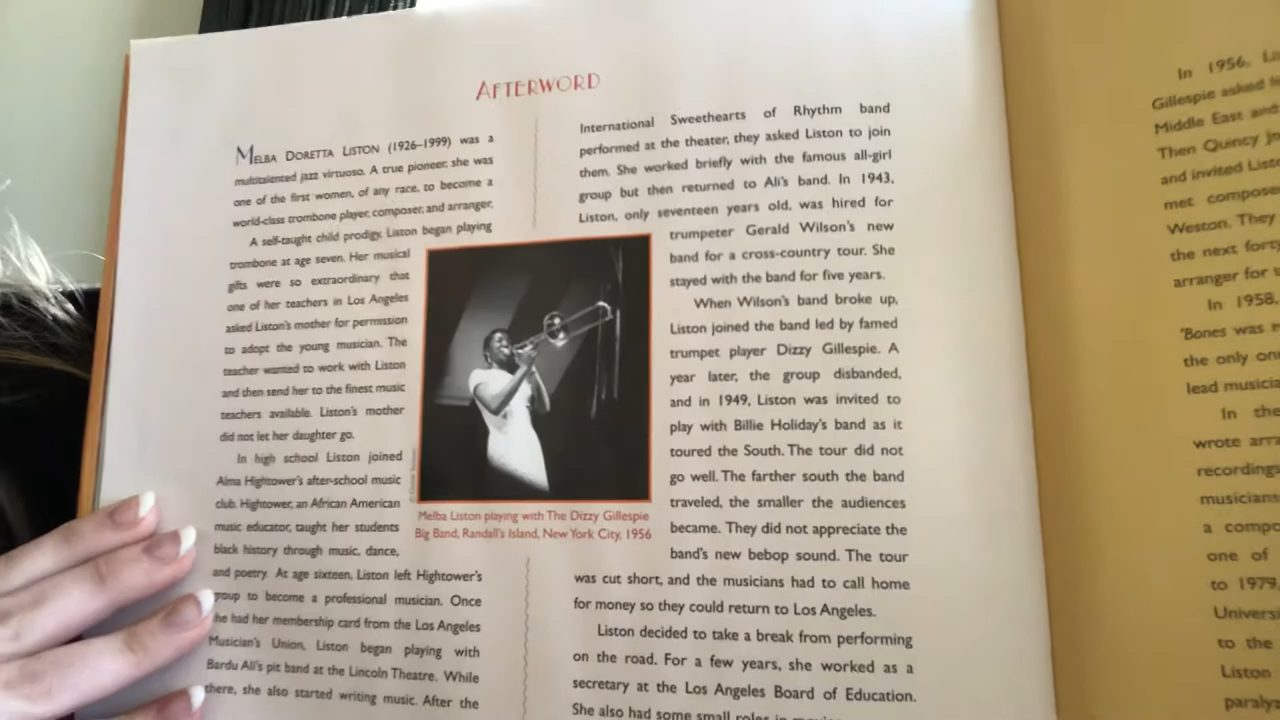 AFTERWORD
MELBA DORETTA LISTON (1926–1999) was a
multitalented jazz virtuoso. A true pioneer, she was
one of the first women, of any race, to become a
world-class trombone player, composer, and arranger.
A self-taught child prodigy, Liston began playing
trombone at age seven. Her musical
gifts were so extraordinary that
one of her teachers in Los Angeles
asked Liston's mother for permission
to adopt the young musician. The
teacher wanted to work with Liston
and then send her to the finest music
teachers available. Liston's mother
did not let her daughter go.
In high school Liston joined
Alma Hightower's after-school music
club. Hightower, an African American
music educator, taught her students
black history through music, dance,
and poetry. At age sixteen, Liston left Hightower's
group to become a professional musician. Once
she had her membership card from the Los Angeles
Musician's Union, Liston began playing with
Bardu Ali's pit band at the Lincoln Theatre. While
there, she also started writing music. After the
Melba Liston playing with The Dizzy Gillespie
Big Band, Randall's Island, New York City, 1956
International Sweethearts of Rhythm band
performed at the theater, they asked Liston to join
them. She worked briefly with the famous all-girl
group but then returned to Ali's band. In 1943,
Liston, only seventeen years old, was hired for
trumpeter Gerald Wilson's new
band for a cross-country tour. She
stayed with the band for five years.
When Wilson's band broke up,
Liston joined the band led by famed
trumpet player Dizzy Gillespie. A
year later, the group disbanded,
and in 1949, Liston was invited to
play with Billie Holiday's band as it
toured the South. The tour did not
go well. The farther south the band
traveled, the smaller the audiences
became. They did not appreciate the
band's new bebop sound. The tour
was cut short, and the musicians had to call home
for money so they could return to Los Angeles.
Liston decided to take a break from performing
on the road. For a few years, she worked as a
secretary at the Los Angeles Board of Education.
She also had some small roles in
In 1956,
Gillespie asked
Middle East and
Then Quincy
and invited
met
Weston. They
the next
arranger for
In 1958,
'Bones was
the only
lead
In the
wrote
recordings
musicians
a
one of
to 1979,
to the
Liston